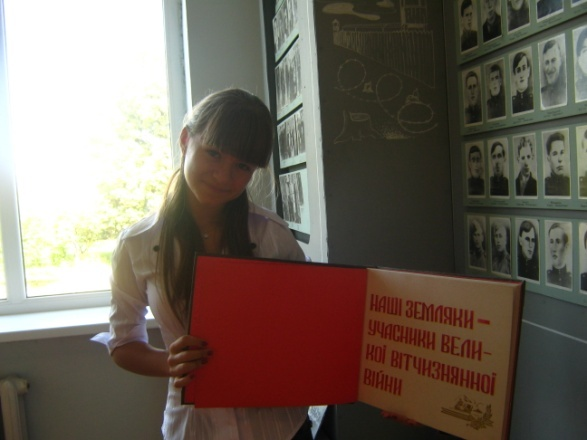 НАШІ ЗЕМЛЯКИ —
УЧАСНИКИ ВЕЛИ-
КОЇ ВІТЧИЗНЯНОЇ
ВІЙНИ